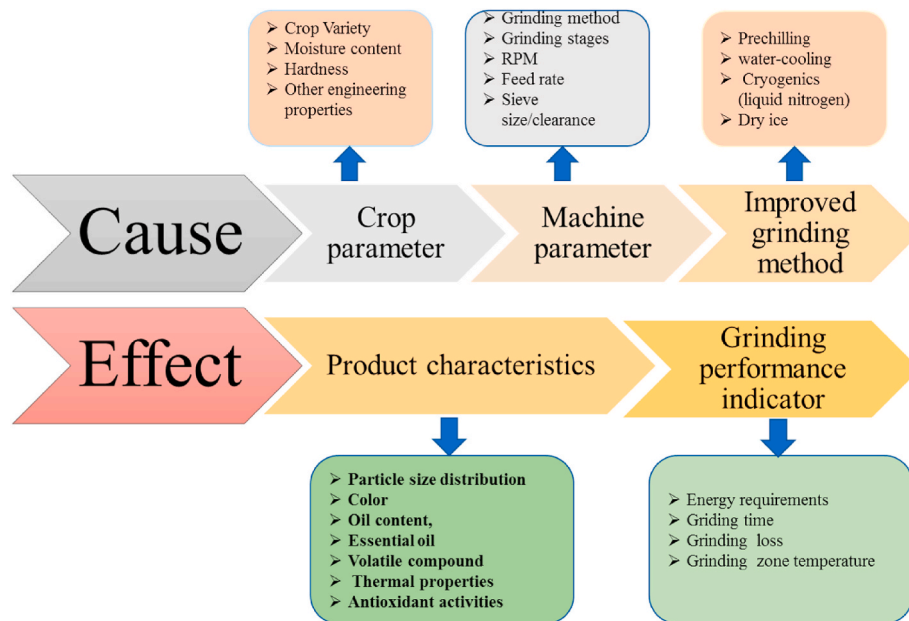 ➢ Crop Variety
➢ Moisture content
➢ Hardness
➢ Other engineering
properties
➢ Grinding method
➢ Grinding stages
➢ RPM
➢ Feed rate
➢ Sieve
size/clearance
➢ Prechilling
➢ water-cooling
➢ Cryogenics
(liquid nitrogen)
➢ Dry ice
Cause
Crop
parameter
Machine
parameter
Improved
grinding
method
Effect
Product characteristics
Grinding
performance
indicator
➢ Particle size distribution
➢ Color
➢ Oil content,
➢ Essential oil
➢ Volatile compound
➢ Thermal properties
➢ Antioxidant activities
➢ Energy requirements
➢ Griding time
➢ Grinding loss
➢ Grinding zone temperature